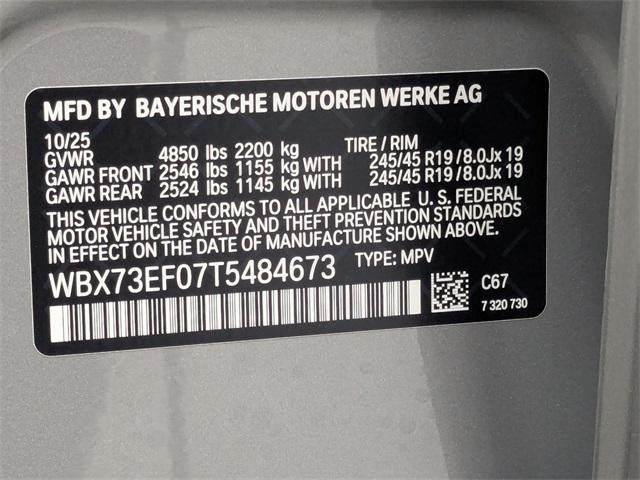 MFD BY BAYERISCHE MOTOREN WERKE AG
10/25
GVWR 4850 lbs 2200 kg TIRE / RIM
GAWR FRONT 2546 lbs 1155 kg WITH 245/45 R19 / 8.0Jx 19
GAWR REAR 2524 lbs 1145 kg WITH 245/45 R19 / 8.0Jx 19
THIS VEHICLE CONFORMS TO ALL APPLICABLE U. S. FEDERAL
MOTOR VEHICLE SAFETY AND THEFT PREVENTION STANDARDS
IN EFFECT ON THE DATE OF MANUFACTURE SHOWN ABOVE.
WBX73EF07T5484673 TYPE: MPV
C67
7 320 730